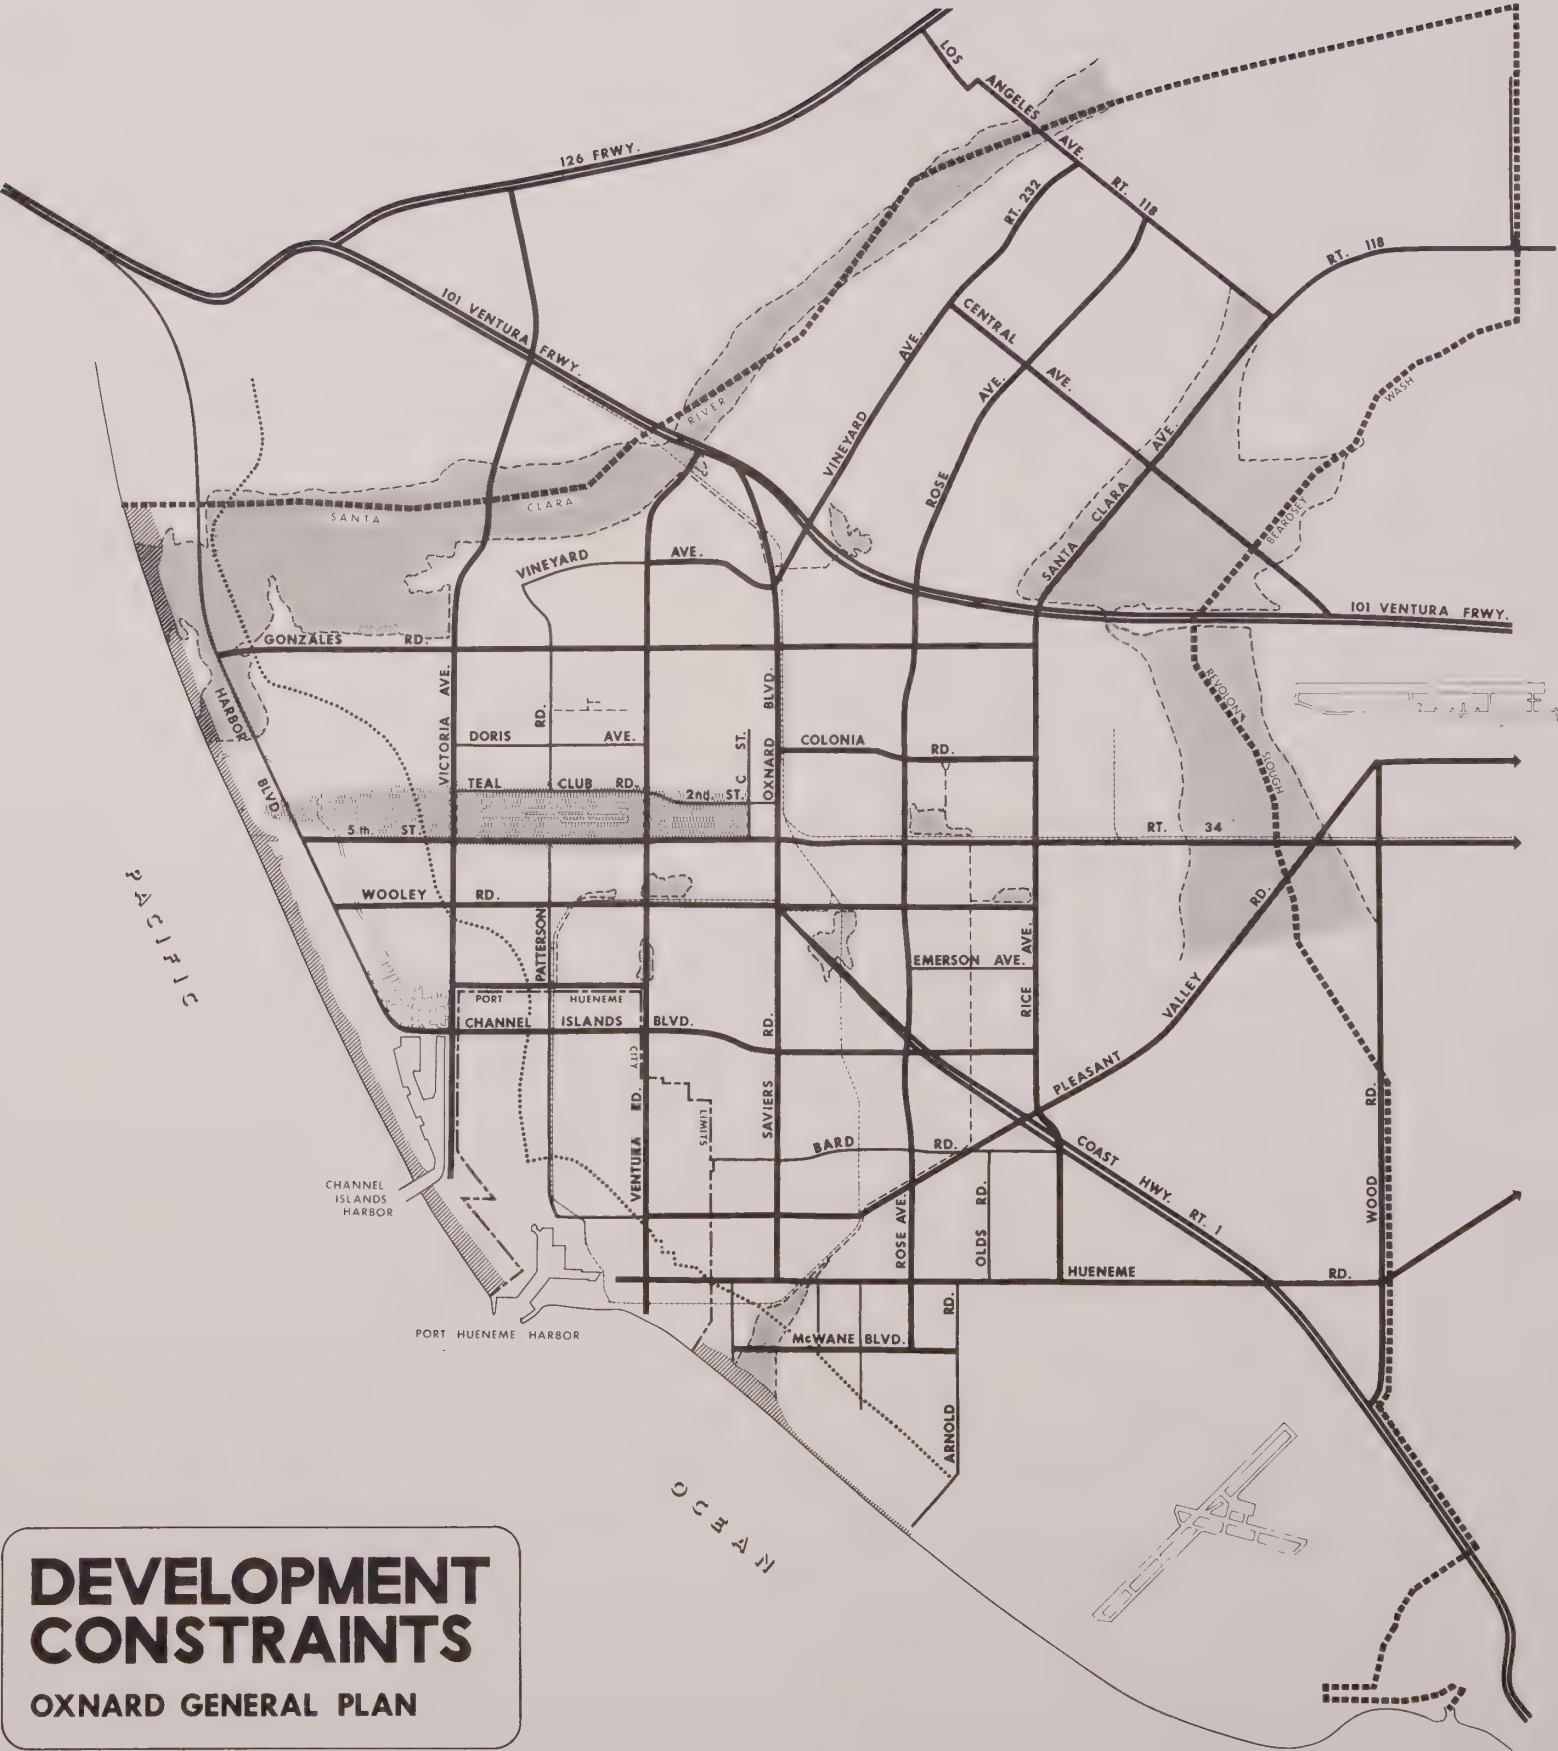 LOS ANGELES AVE.
126 FRWY.
RT. 232
RT. 118
RT. 118
101 VENTURA FRWY.
CENTRAL AVE.
VINEYARD AVE.
ROSE AVE.
RIVER
WASH
SANTA CLARA
SANTA CLARA AVE.
BEARDSEY
VINEYARD AVE.
101 VENTURA FRWY.
GONZALES RD.
HARBOR BLVD.
VICTORIA AVE.
RD.
OXNARD BLVD.
REVOLON SLOUGH
DORIS AVE.
C ST.
COLONIA RD.
TEAL CLUB RD.
2nd. ST.
5th ST.
RT. 34
PACIFIC
WOOLEY RD.
PATTERSON
EMERSON AVE.
RICE AVE.
PLEASANT VALLEY RD.
PORT HUENEME
CITY LIMITS
CHANNEL ISLANDS BLVD.
SAVIERS RD.
VENTURA RD.
BARD RD.
COAST HWY. RT. 1
WOOD RD.
CHANNEL
ISLANDS
HARBOR
ROSE AVE.
OLDS RD.
HUENEME RD.
PORT HUENEME HARBOR
McWANE BLVD.
ARNOLD RD.
OCEAN
DEVELOPMENT
CONSTRAINTS
OXNARD GENERAL PLAN